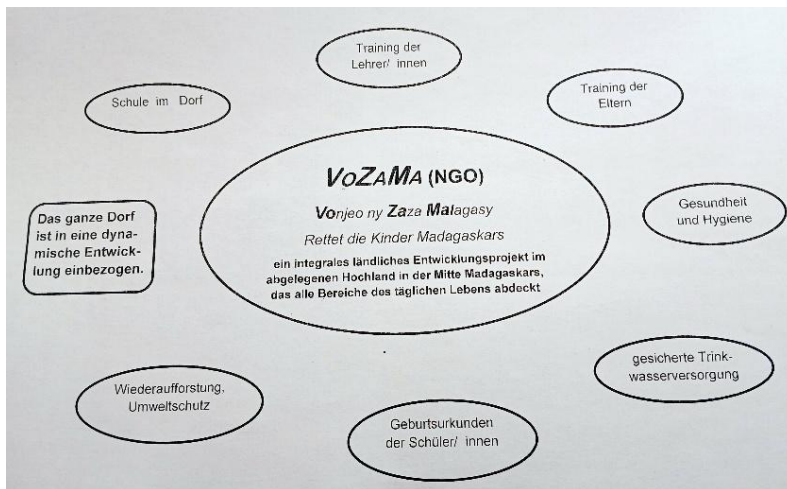 Training der
Lehrer/ innen
Schule im Dorf
Training der
Eltern
VoZaMa (NGO)
Vonjeo ny Zaza Malagasy
Rettet die Kinder Madagaskars
ein integrales ländliches Entwicklungsprojekt im
abgelegenen Hochland in der Mitte Madagaskars,
das alle Bereiche des täglichen Lebens abdeckt
Das ganze Dorf
ist in eine dyna-
mische Entwick-
lung einbezogen.
Gesundheit
und Hygiene
gesicherte Trink-
wasserversorgung
Wiederaufforstung,
Umweltschutz
Geburtsurkunden
der Schüler/ innen